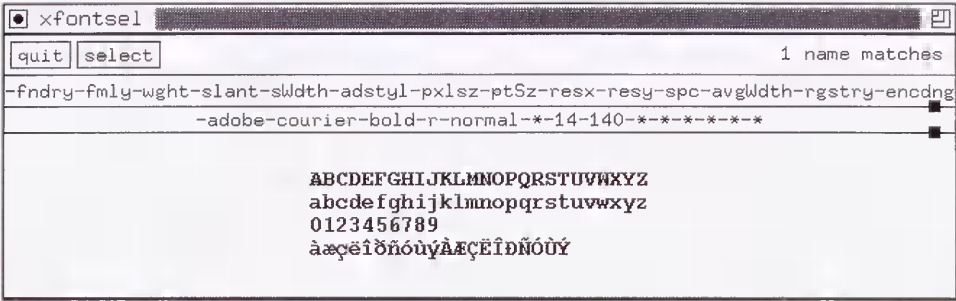 xfontsel
quit select 1 name matches
-fndry-fmly-wght-slant-sWdth-adstyl-pxlsz-ptSz-resx-resy-spc-avgWdth-rgstry-encdng
-adobe-courier-bold-r-normal-*-14-140-*-*-*-*-*-*
ABCDEFGHIJKLMNOPQRSTUVWXYZ
abcdefghijklmnopqrstuvwxyz
0123456789
àæçëîðñóùýÀÆÇËÎÐÑÓÙÝ